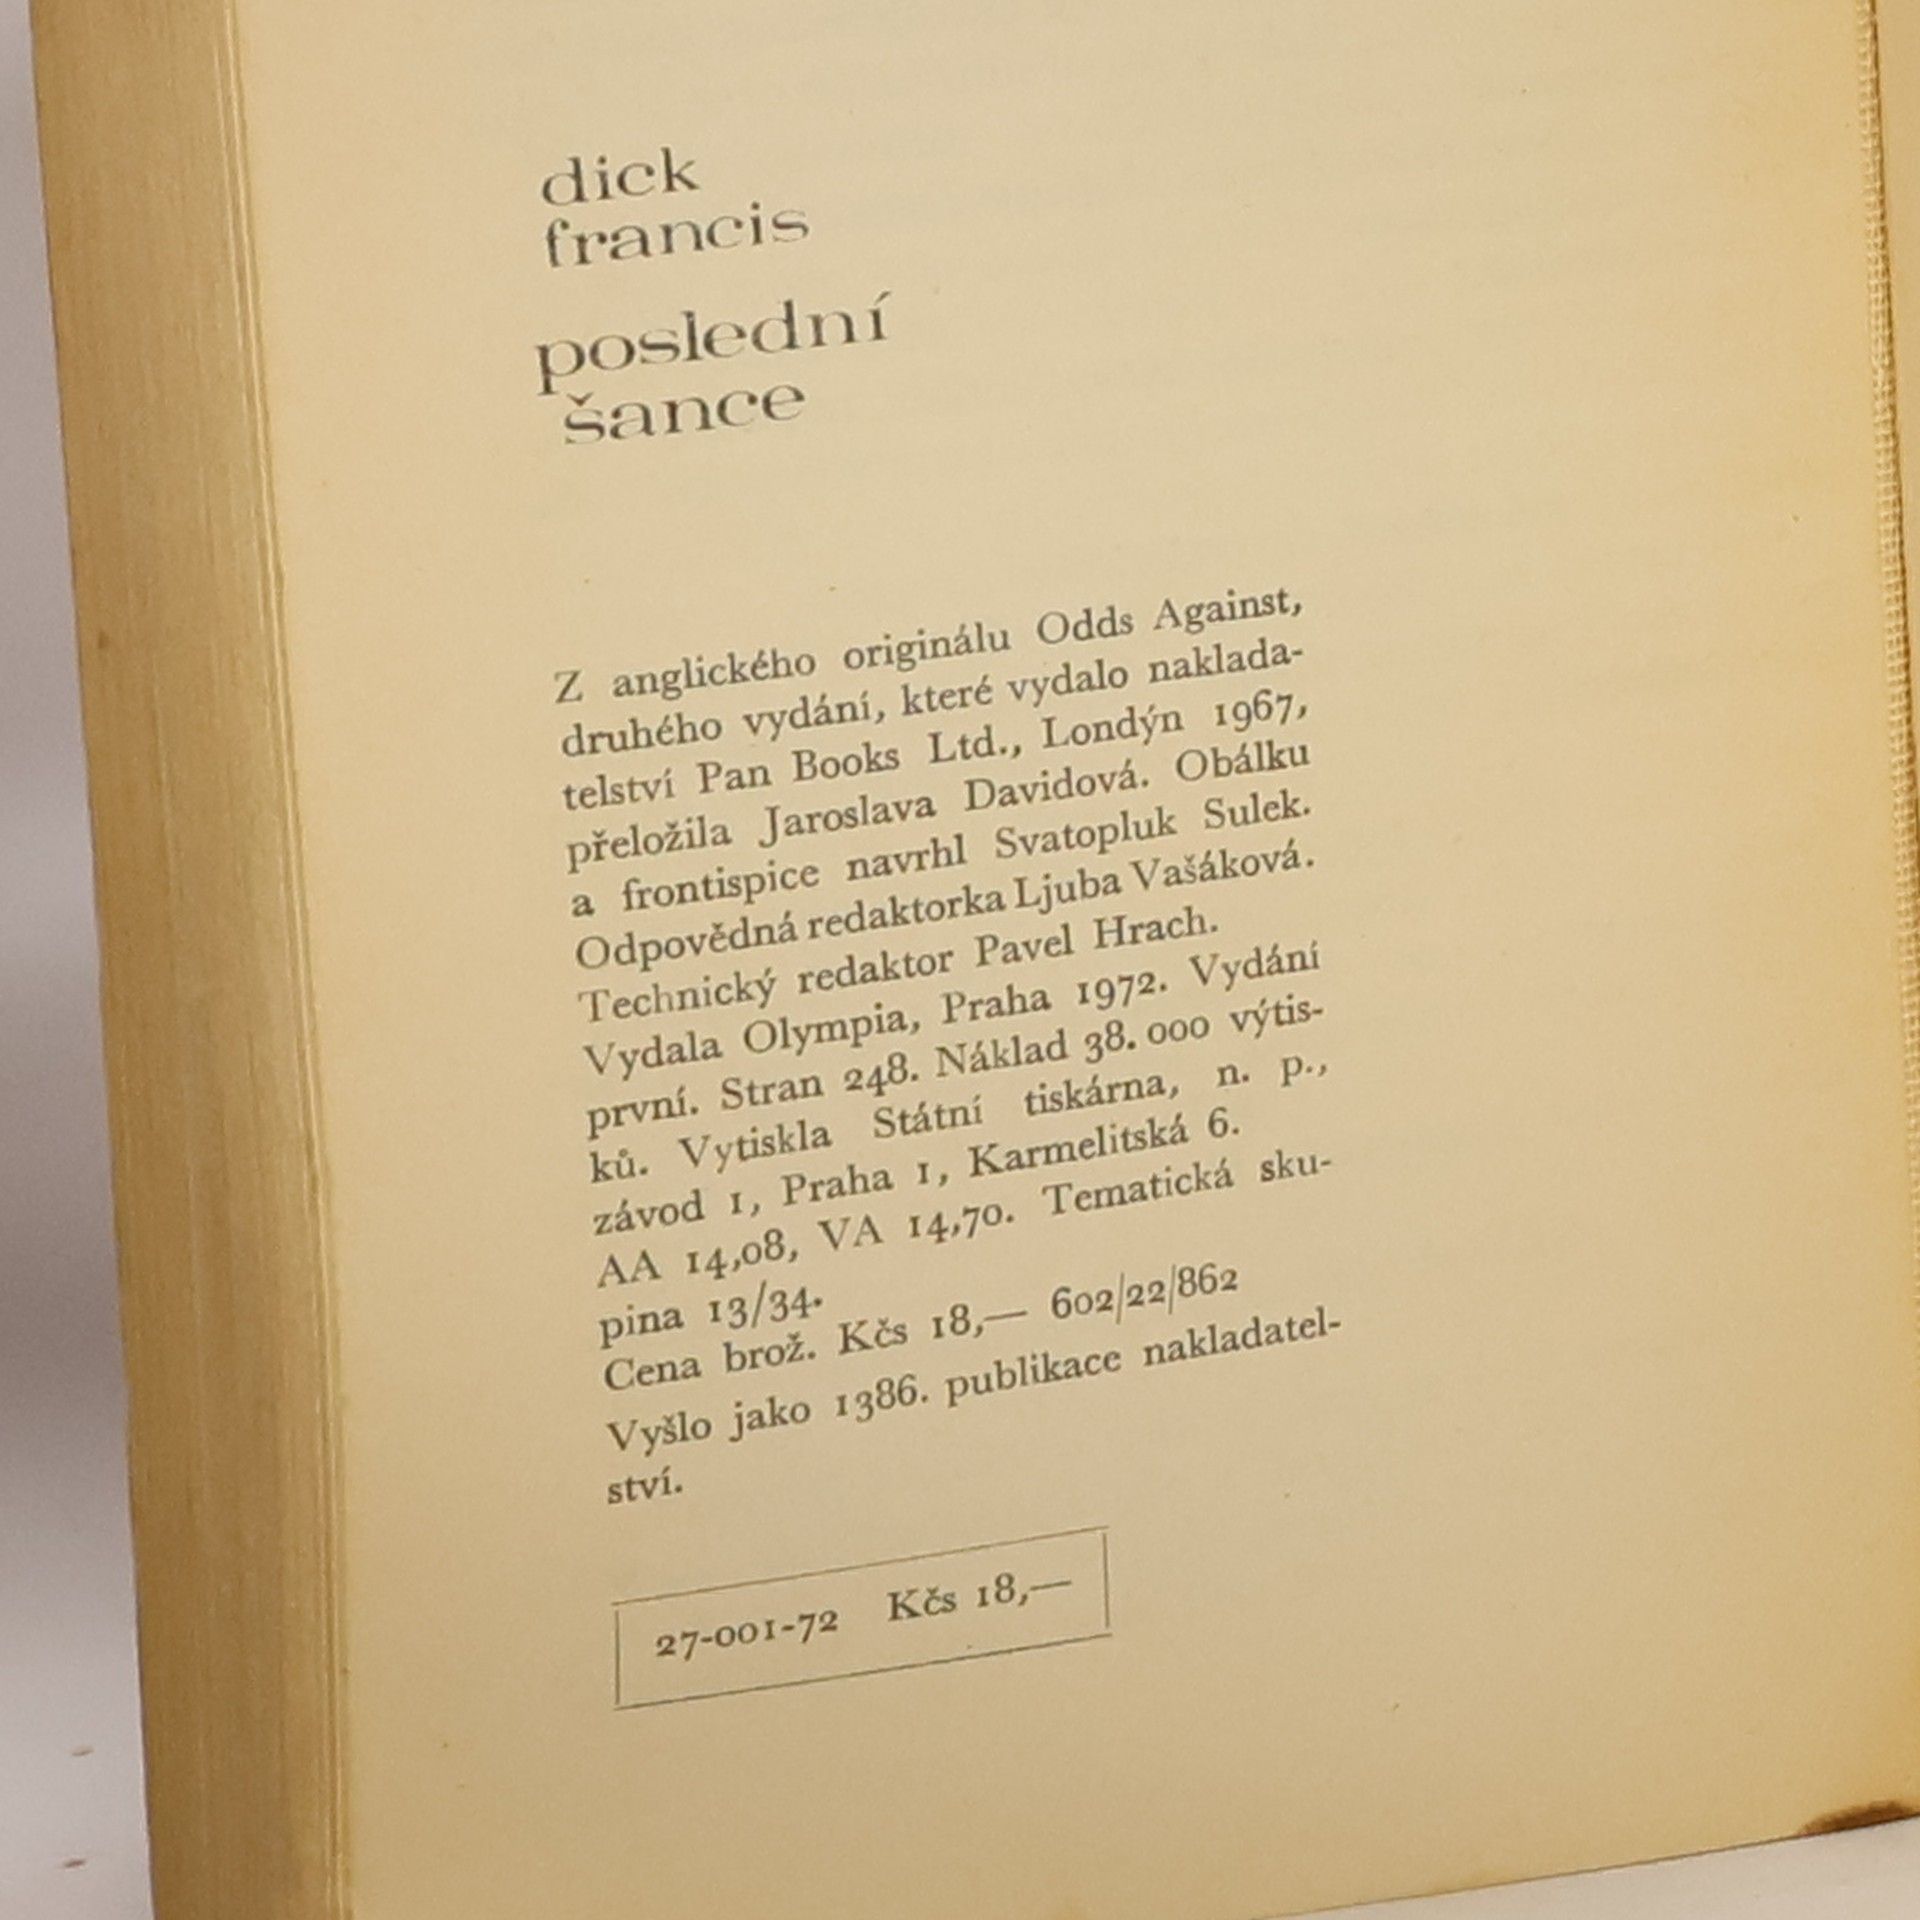 dick
francis
poslední
šance
Z anglického originálu Odds Against,
druhého vydání, které vydalo naklada-
telství Pan Books Ltd., Londýn 1967,
přeložila Jaroslava Davidová. Obálku
a frontispice navrhl Svatopluk Sulek.
Odpovědná redaktorka Ljuba Vašáková.
Technický redaktor Pavel Hrach.
Vydala Olympia, Praha 1972. Vydání
první. Stran 248. Náklad 38.000 výtis-
ků. Vytiskla Státní tiskárna, n. p.,
závod 1, Praha 1, Karmelitská 6.
AA 14,08, VA 14,70. Tematická sku-
pina 13/34.
Cena brož. Kčs 18,— 602/22/862
Vyšlo jako 1386. publikace nakladatel-
ství.
27-001-72 Kčs 18,—